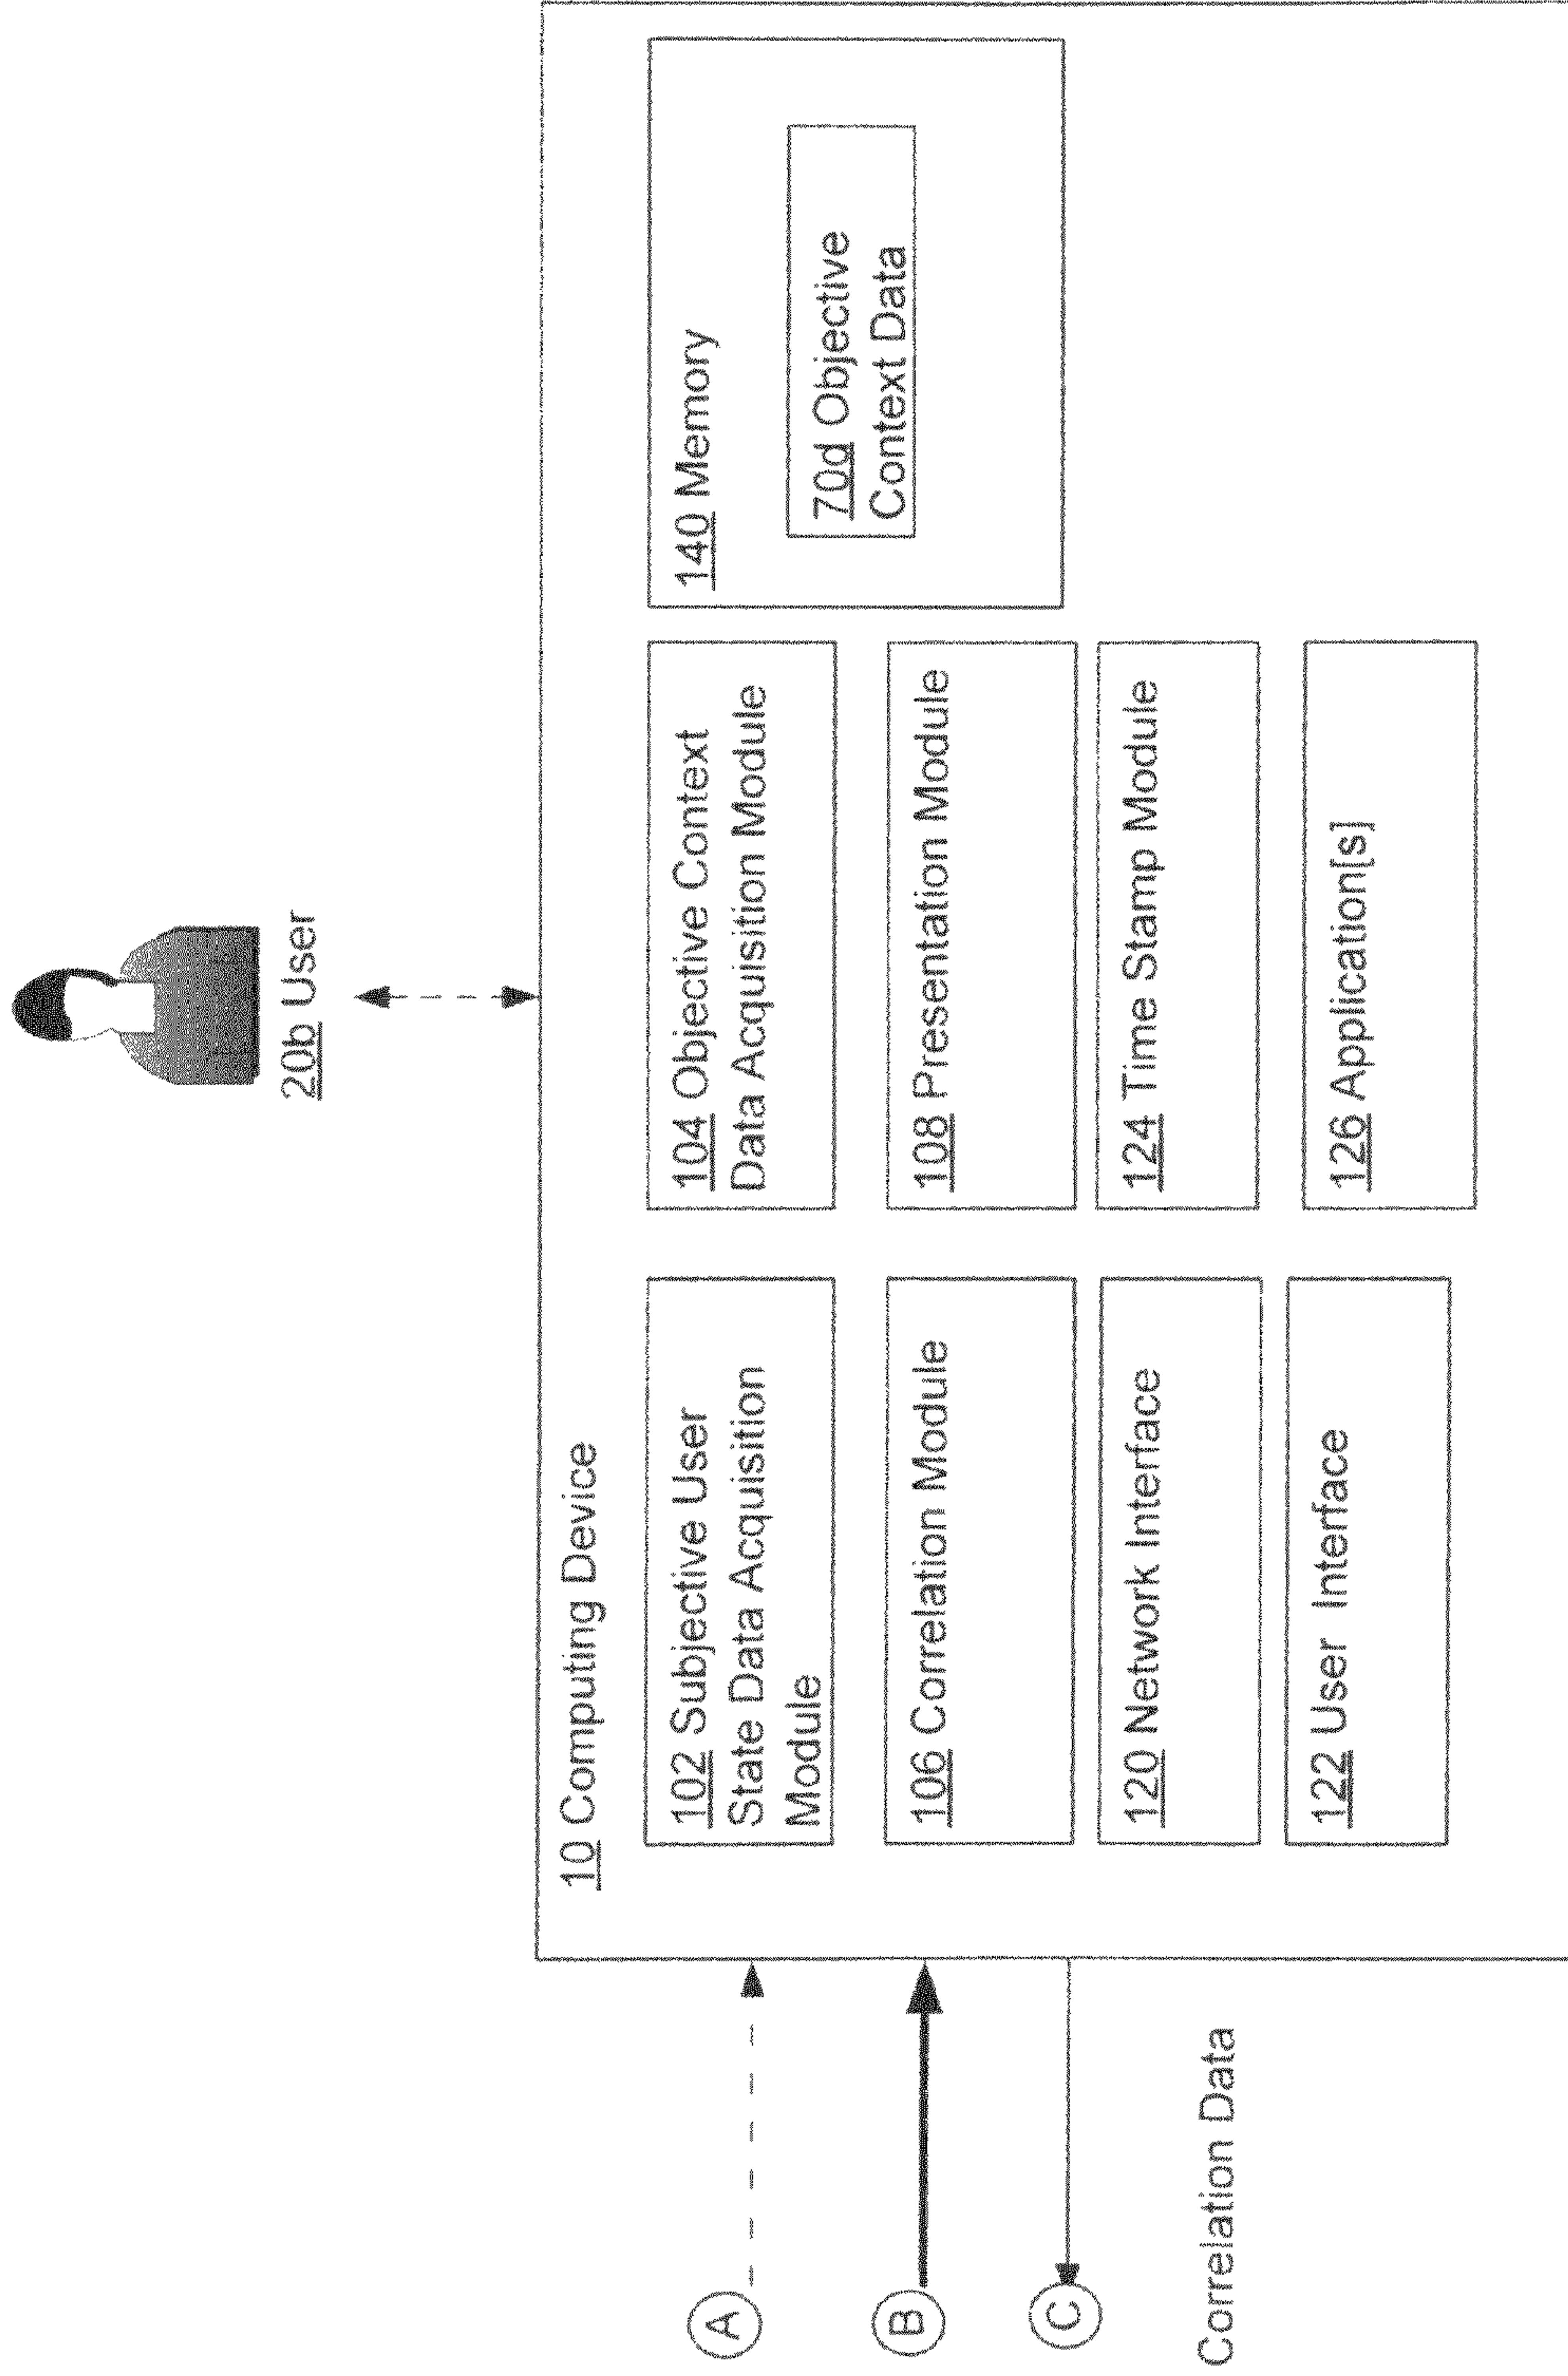 20b User
10 Computing Device
102 Subjective User
State Data Acquisition
Module
104 Objective Context
Data Acquisition Module
140 Memory
70d Objective
Context Data
106 Correlation Module
108 Presentation Module
120 Network Interface
124 Time Stamp Module
122 User Interface
126 Application[s]
A
B
C
Correlation Data